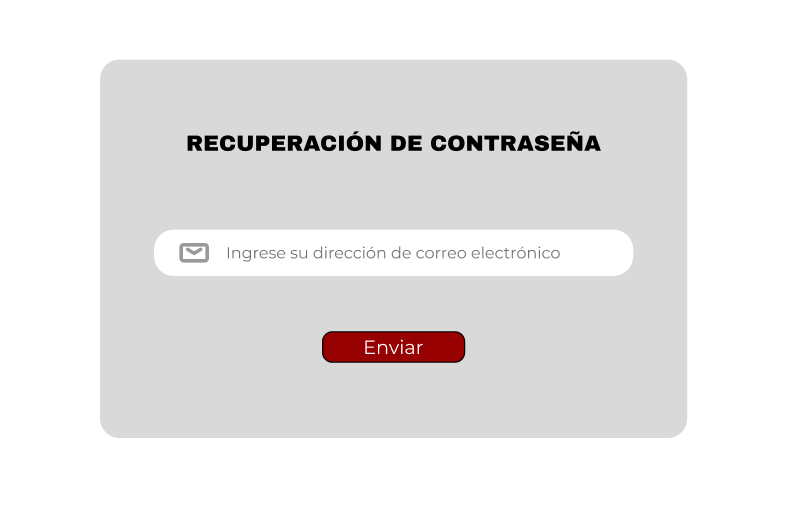 RECUPERACIÓN DE CONTRASEÑA
Ingrese su dirección de correo electrónico
Enviar